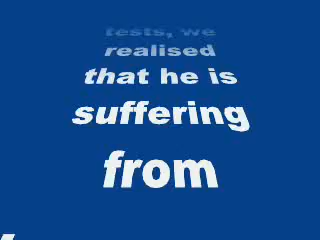 tests, we
realised
that he is
suffering
from